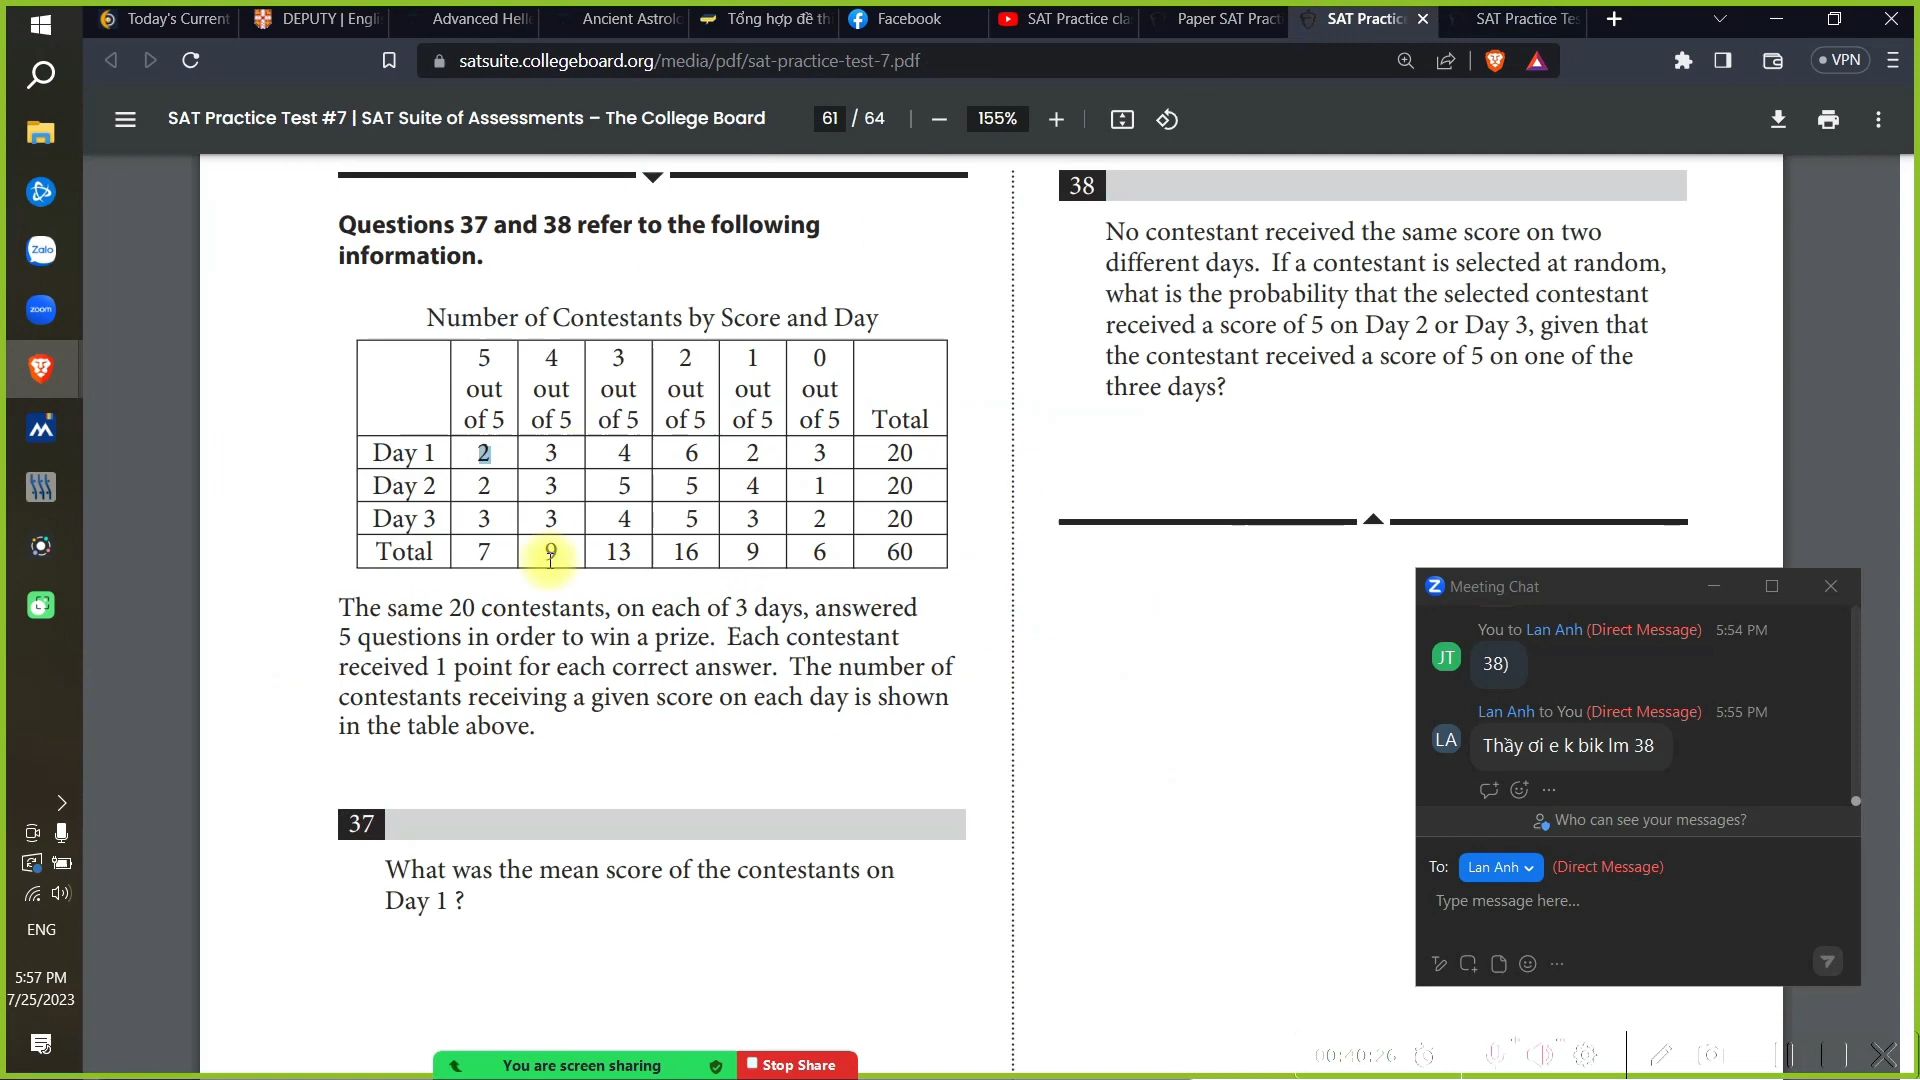 Today's Current
DEPUTY | Engli
Advanced Helle
Ancient Astrolo
Tổng hợp đề thi
Facebook
SAT Practice cla
Paper SAT Pract
SAT Practice
SAT Practice Tes
satsuite.collegeboard.org/media/pdf/sat-practice-test-7.pdf
VPN
SAT Practice Test #7 | SAT Suite of Assessments – The College Board
61 / 64
155%
Questions 37 and 38 refer to the following
information.
Number of Contestants by Score and Day
5 out of 5 4 out of 5 3 out of 5 2 out of 5 1 out of 5 0 out of 5 Total
Day 1 2 3 4 6 2 3 20
Day 2 2 3 5 5 4 1 20
Day 3 3 3 4 5 3 2 20
Total 7 9 13 16 9 6 60
The same 20 contestants, on each of 3 days, answered
5 questions in order to win a prize. Each contestant
received 1 point for each correct answer. The number of
contestants receiving a given score on each day is shown
in the table above.
37
What was the mean score of the contestants on
Day 1 ?
38
No contestant received the same score on two
different days. If a contestant is selected at random,
what is the probability that the selected contestant
received a score of 5 on Day 2 or Day 3, given that
the contestant received a score of 5 on one of the
three days?
Meeting Chat
You to Lan Anh (Direct Message) 5:54 PM
JT
38)
Lan Anh to You (Direct Message) 5:55 PM
LA
Thầy ơi e k bik lm 38
Who can see your messages?
To: Lan Anh (Direct Message)
Type message here...
Zalo
zoom
ENG
5:57 PM
7/25/2023
You are screen sharing
Stop Share
00:40:26